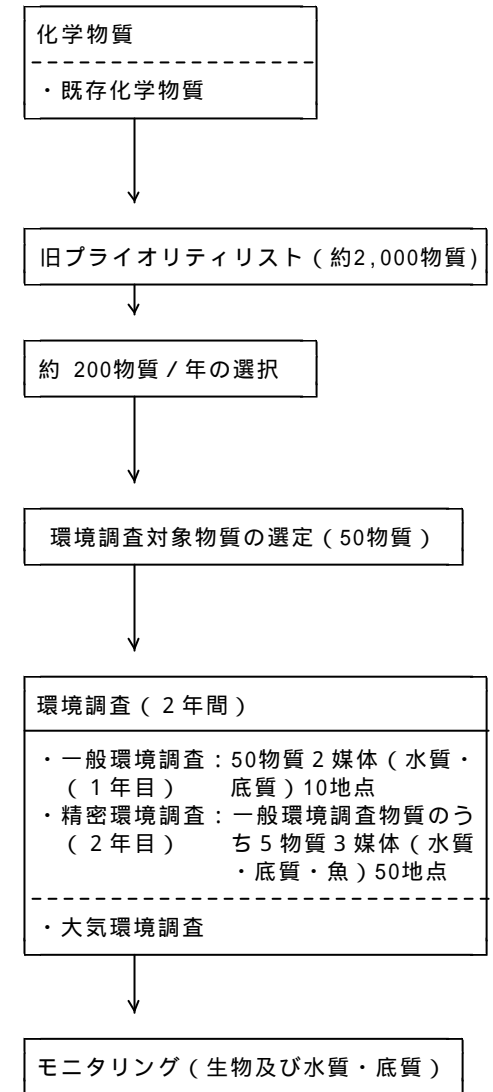 化学物質
・既存化学物質
旧プライオリティリスト(約2,000物質)
約 200物質/年の選択
環境調査対象物質の選定(50物質)
環境調査(2年間)
・一般環境調査:50物質2媒体(水質・
(1年目) 底質)10地点
・精密環境調査:一般環境調査物質のう
(2年目) ち5物質3媒体(水質
・底質・魚)50地点
・大気環境調査
モニタリング(生物及び水質・底質)